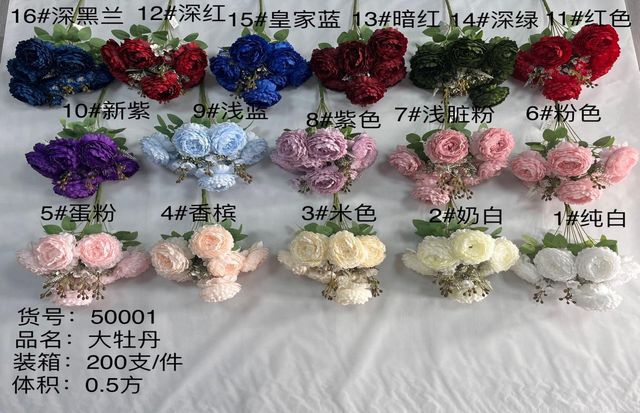 16#深黑兰 12#深红 15#皇家蓝 13#暗红 14#深绿 11#红色
10#新紫 9#浅蓝 8#紫色 7#浅脏粉 6#粉色
5#蛋粉 4#香槟 3#米色 2#奶白 1#纯白
货号：50001
品名：大牡丹
装箱：200支/件
体积：0.5方